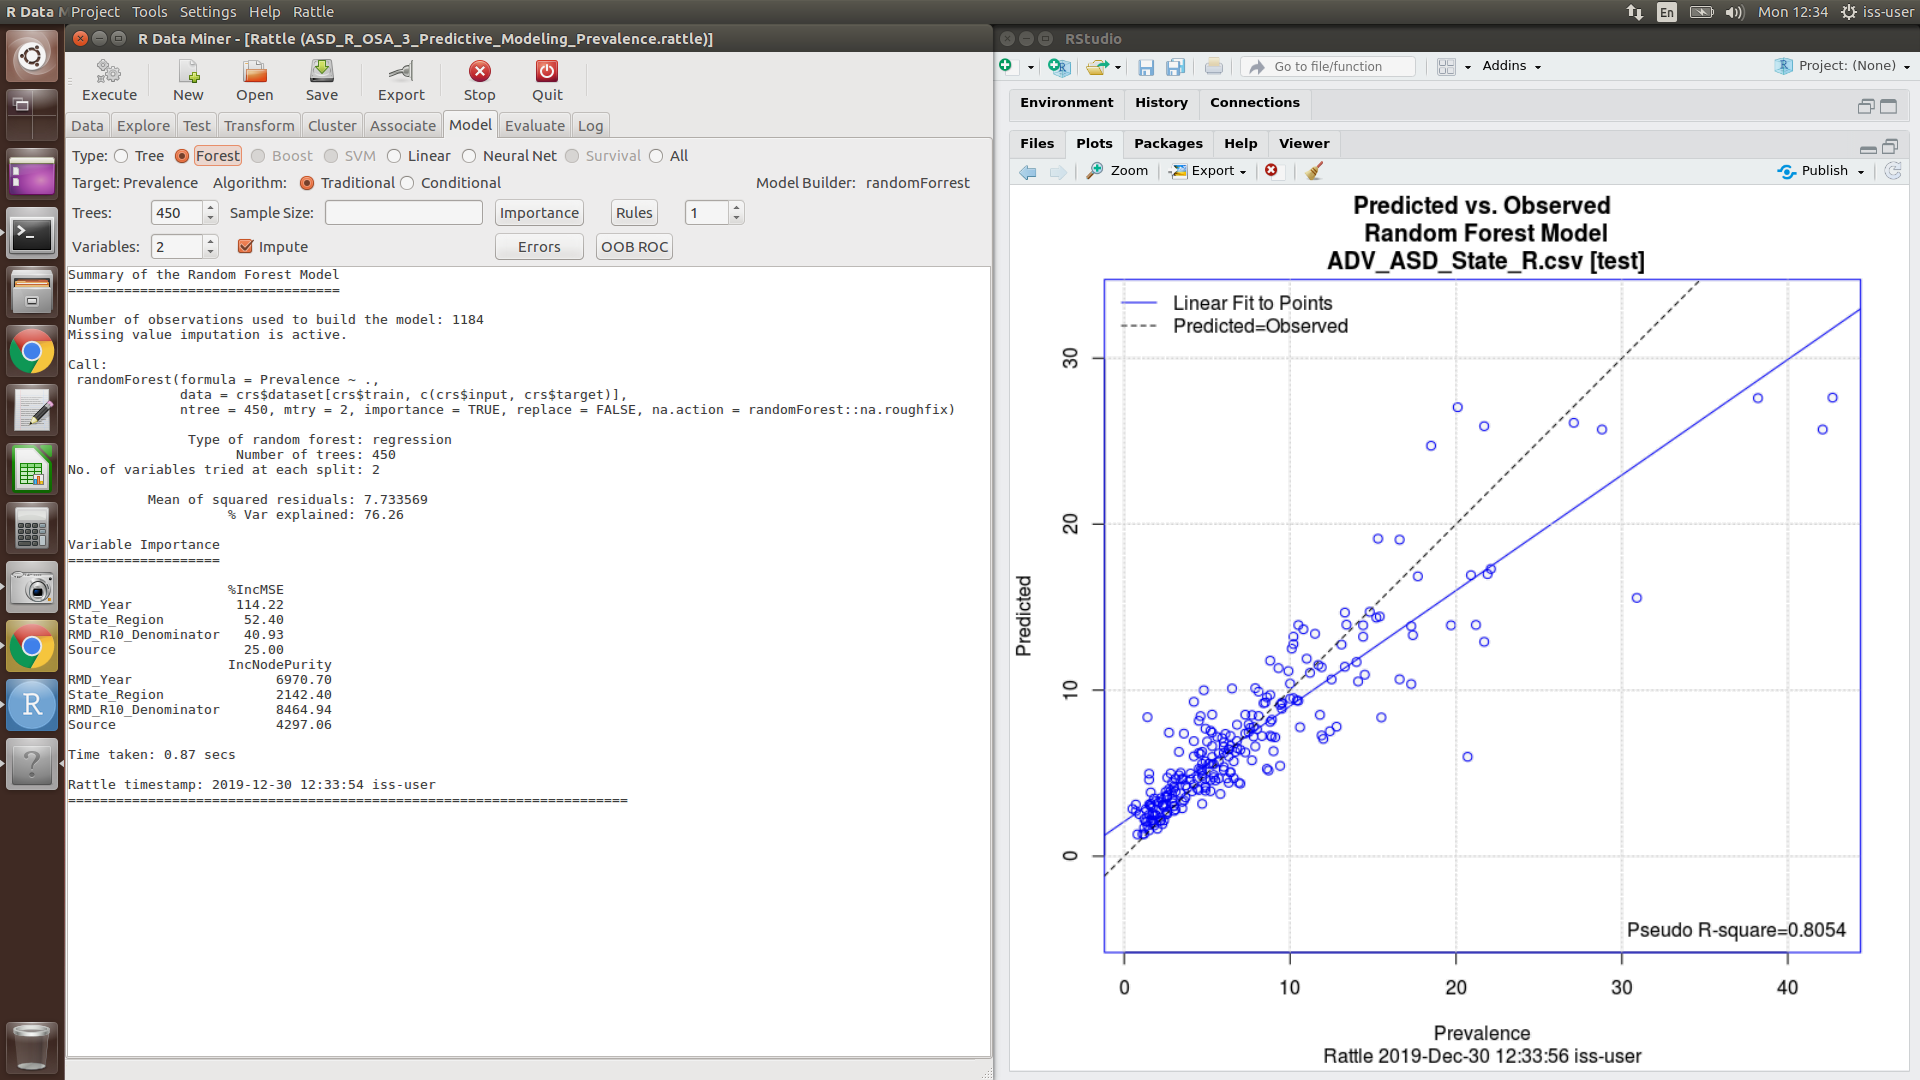 R Data M Project Tools Settings Help Rattle
En Mon 12:34 iss-user
R Data Miner - [Rattle (ASD_R_OSA_3_Predictive_Modeling_Prevalence.rattle)]
Execute New Open Save Export Stop Quit
Data Explore Test Transform Cluster Associate Model Evaluate Log
Type: Tree Forest Boost SVM Linear Neural Net Survival All
Target: Prevalence Algorithm: Traditional Conditional Model Builder: randomForrest
Trees: 450 Sample Size: Importance Rules 1
Variables: 2 Impute Errors OOB ROC
Summary of the Random Forest Model
==================================
Number of observations used to build the model: 1184
Missing value imputation is active.
Call:
randomForest(formula = Prevalence ~ .,
data = crs$dataset[crs$train, c(crs$input, crs$target)],
ntree = 450, mtry = 2, importance = TRUE, replace = FALSE, na.action = randomForest::na.roughfix)
Type of random forest: regression
Number of trees: 450
No. of variables tried at each split: 2
Mean of squared residuals: 7.733569
% Var explained: 76.26
Variable Importance
===================
%IncMSE
RMD_Year 114.22
State_Region 52.40
RMD_R10_Denominator 40.93
Source 25.00
IncNodePurity
RMD_Year 6970.70
State_Region 2142.40
RMD_R10_Denominator 8464.94
Source 4297.06
Time taken: 0.87 secs
Rattle timestamp: 2019-12-30 12:33:54 iss-user
======================================================================
RStudio
Go to file/function Addins Project: (None)
Environment History Connections
Files Plots Packages Help Viewer
Zoom Export Publish
Predicted vs. Observed
Random Forest Model
ADV_ASD_State_R.csv [test]
Linear Fit to Points
Predicted=Observed
30
20
10
0
Predicted
Pseudo R-square=0.8054
0 10 20 30 40
Prevalence
Rattle 2019-Dec-30 12:33:56 iss-user